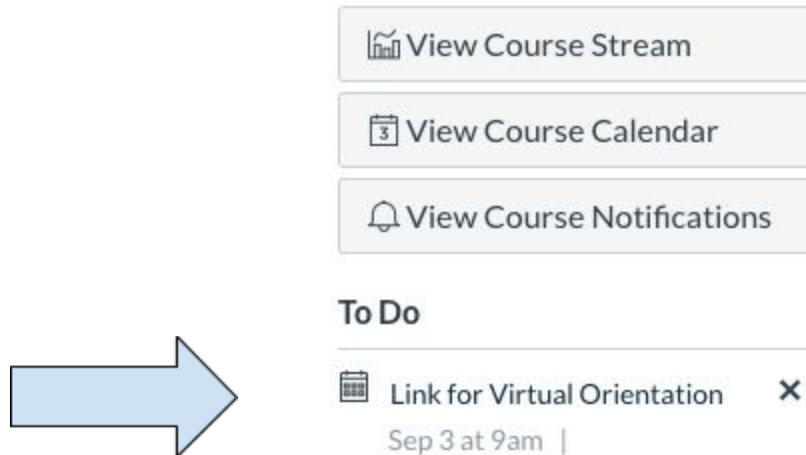 View Course Stream
3 View Course Calendar
View Course Notifications
To Do
Link for Virtual Orientation ×
Sep 3 at 9am |